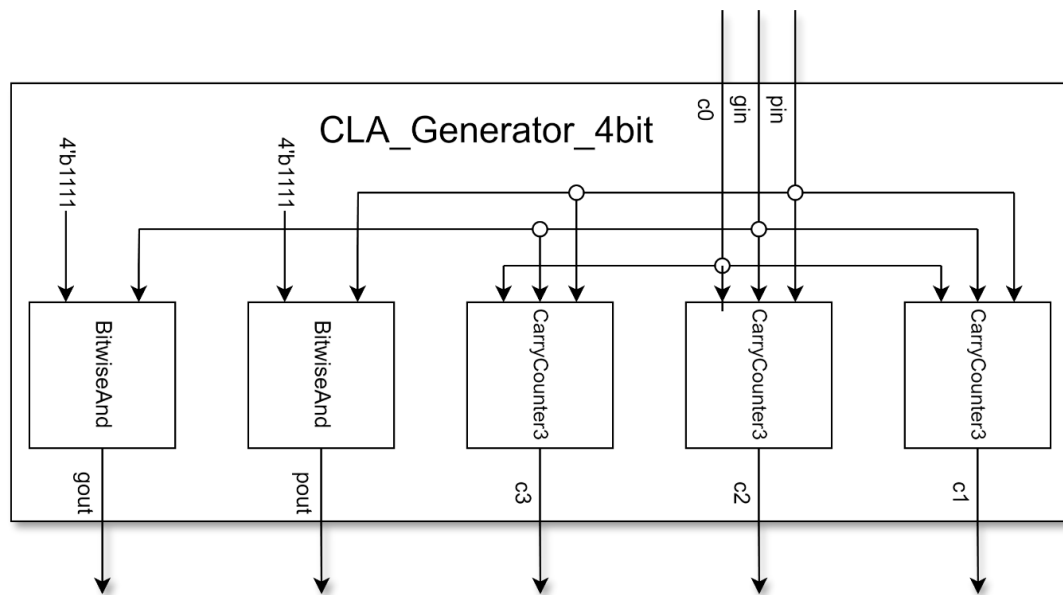 c0
gin
pin
CLA_Generator_4bit
4'b1111
4'b1111
BitwiseAnd
BitwiseAnd
CarryCounter3
CarryCounter3
CarryCounter3
gout
pout
c3
c2
c1